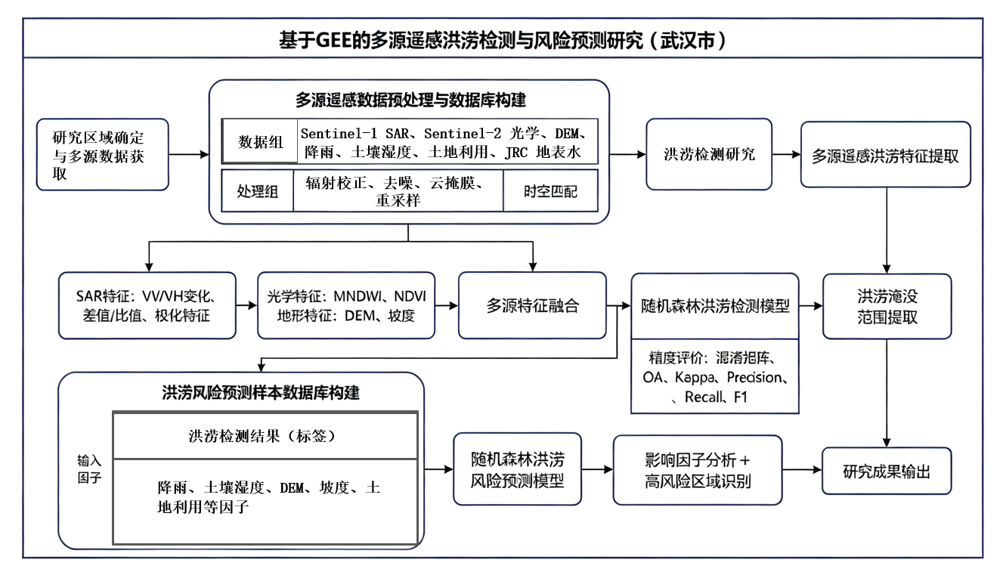 基于GEE的多源遥感洪涝检测与风险预测研究（武汉市）
多源遥感数据预处理与数据库构建
研究区域确定
与多源数据获
取
数据组
Sentinel-1 SAR、Sentinel-2 光学、DEM、
降雨、土壤湿度、土地利用、JRC 地表水
处理组
辐射校正、去噪、云掩膜、
重采样
时空匹配
洪涝检测研究
多源遥感洪涝特征提取
SAR特征：VV/VH变化、
差值/比值、极化特征
光学特征：MNDWI、NDVI
地形特征：DEM、坡度
多源特征融合
随机森林洪涝检测模型
精度评价：混淆矩阵、
OA、Kappa、Precision、
、Recall、F1
洪涝淹没
范围提取
洪涝风险预测样本数据库构建
输入
因子
洪涝检测结果（标签）
降雨、土壤湿度、DEM、坡度、土
地利用等因子
随机森林洪涝
风险预测模型
影响因子分析＋
高风险区域识别
研究成果输出